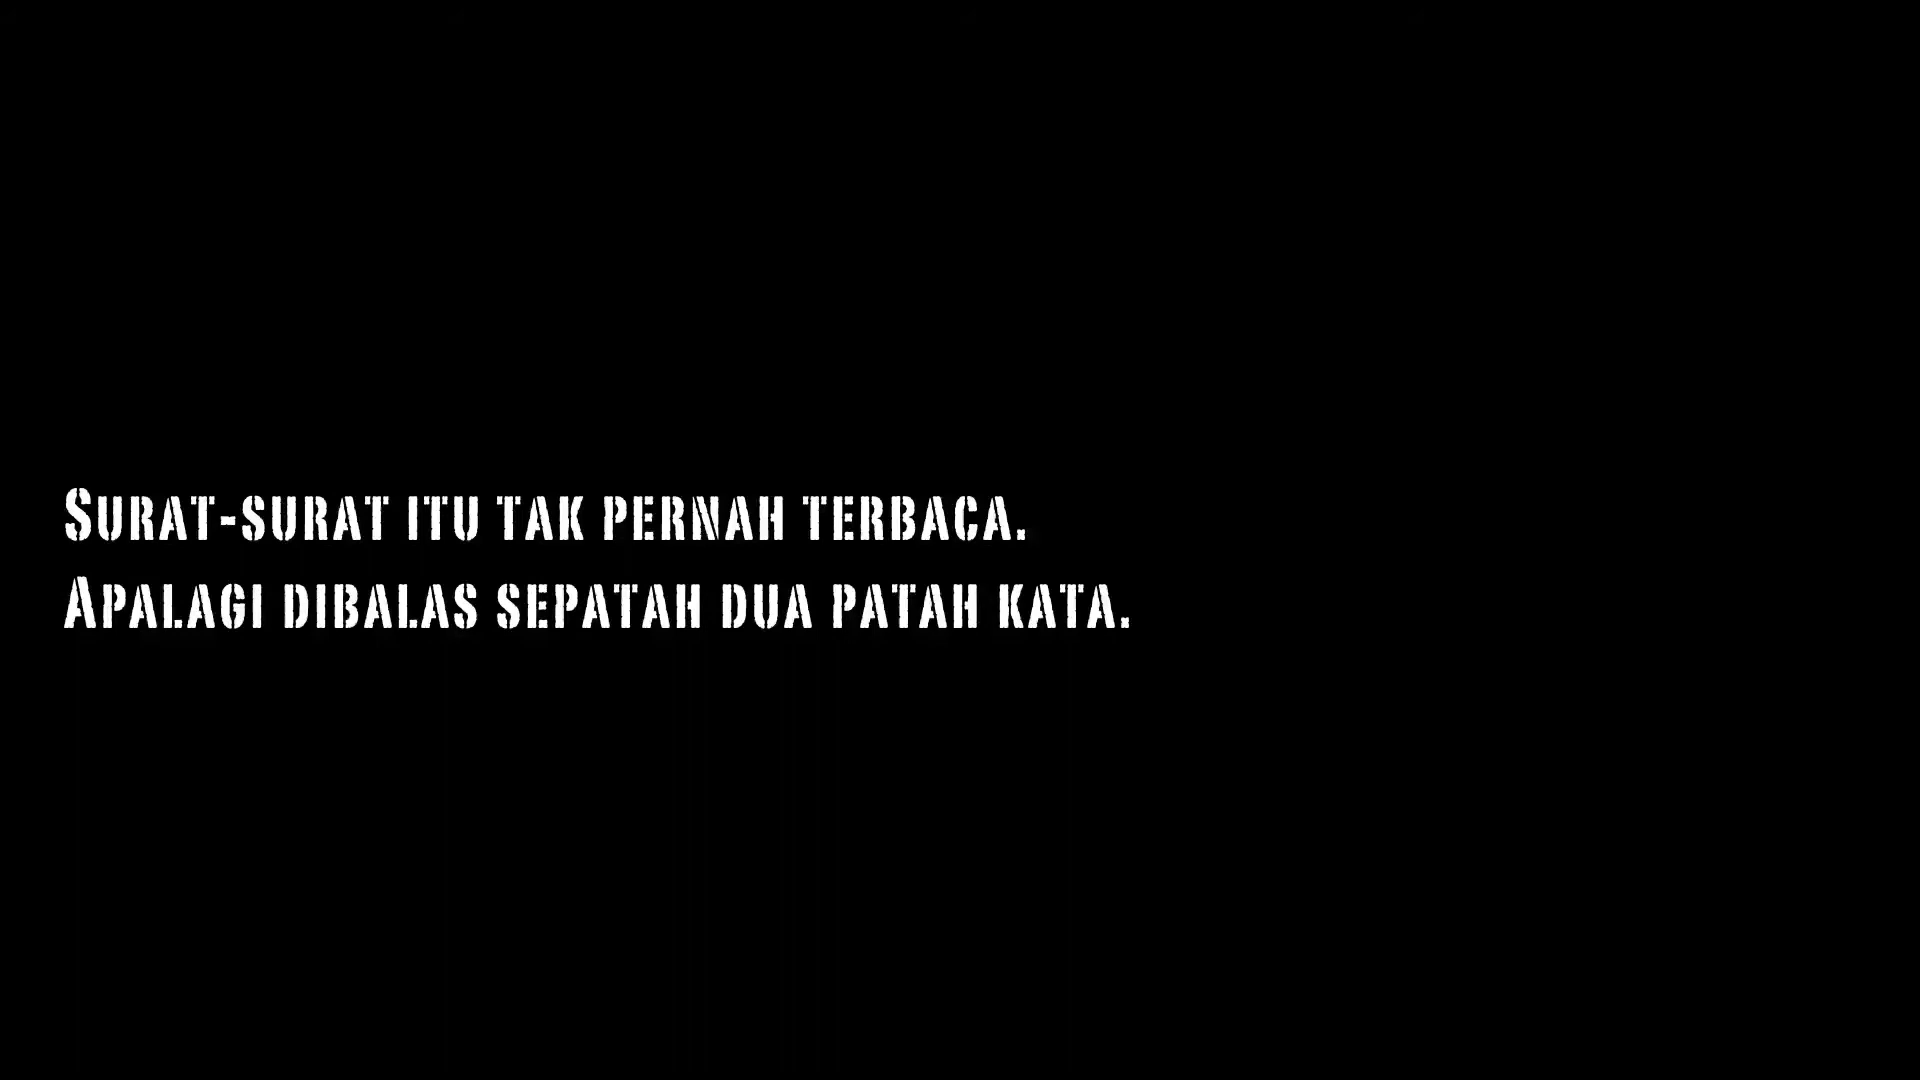 Surat-surat itu tak pernah terbaca.
Apalagi dibalas sepatah dua patah kata.